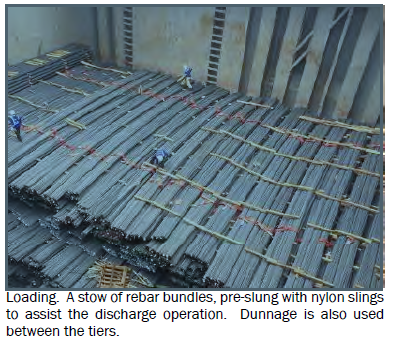 Loading.  A stow of rebar bundles, pre-slung with nylon slings
to assist the discharge operation.  Dunnage is also used
between the tiers.